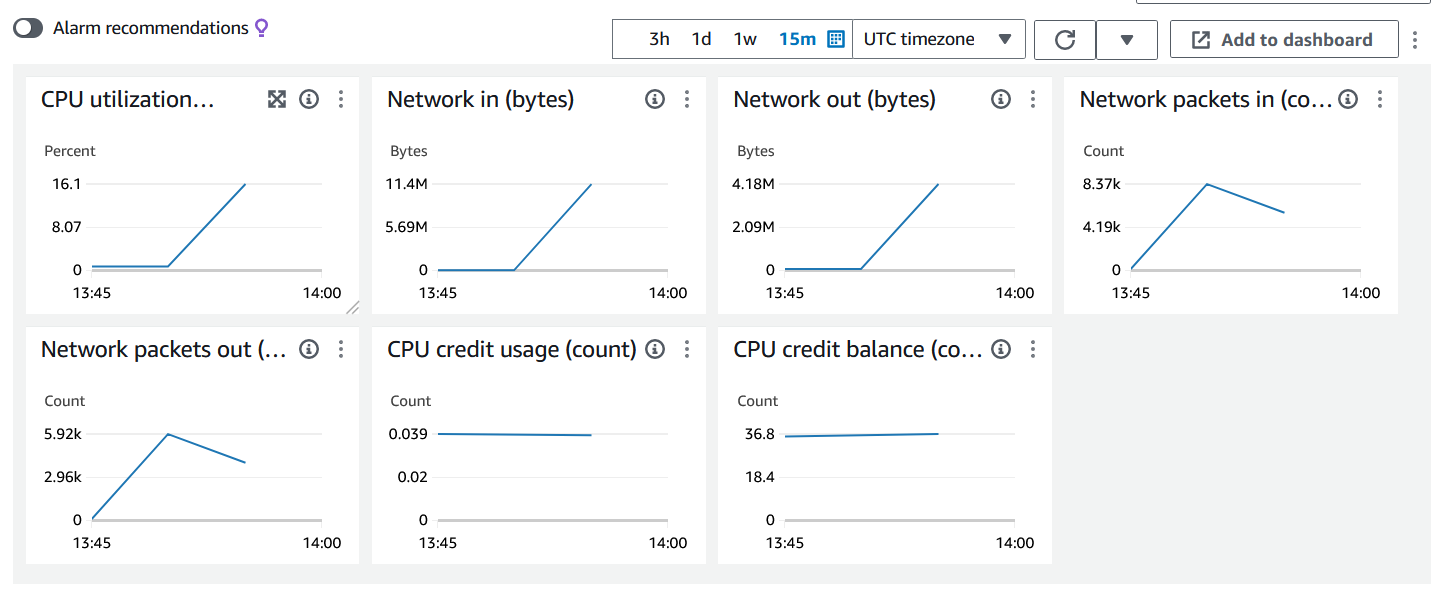 Alarm recommendations
3h 1d 1w 15m UTC timezone Add to dashboard
CPU utilization…
Percent
16.1
8.07
0
13:45 14:00
Network in (bytes)
Bytes
11.4M
5.69M
0
13:45 14:00
Network out (bytes)
Bytes
4.18M
2.09M
0
13:45 14:00
Network packets in (co…
Count
8.37k
4.19k
0
13:45 14:00
Network packets out (…
Count
5.92k
2.96k
0
13:45 14:00
CPU credit usage (count)
Count
0.039
0.02
0
13:45 14:00
CPU credit balance (co…
Count
36.8
18.4
0
13:45 14:00